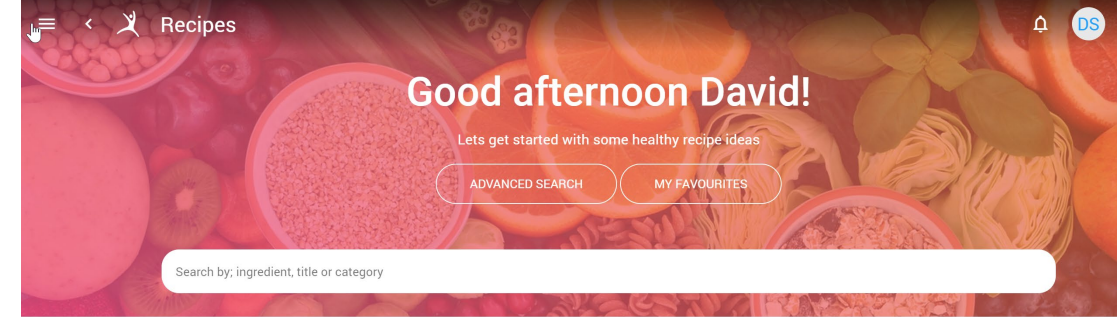 Recipes
DS
Good afternoon David!
Lets get started with some healthy recipe ideas
ADVANCED SEARCH
MY FAVOURITES
Search by; ingredient, title or category